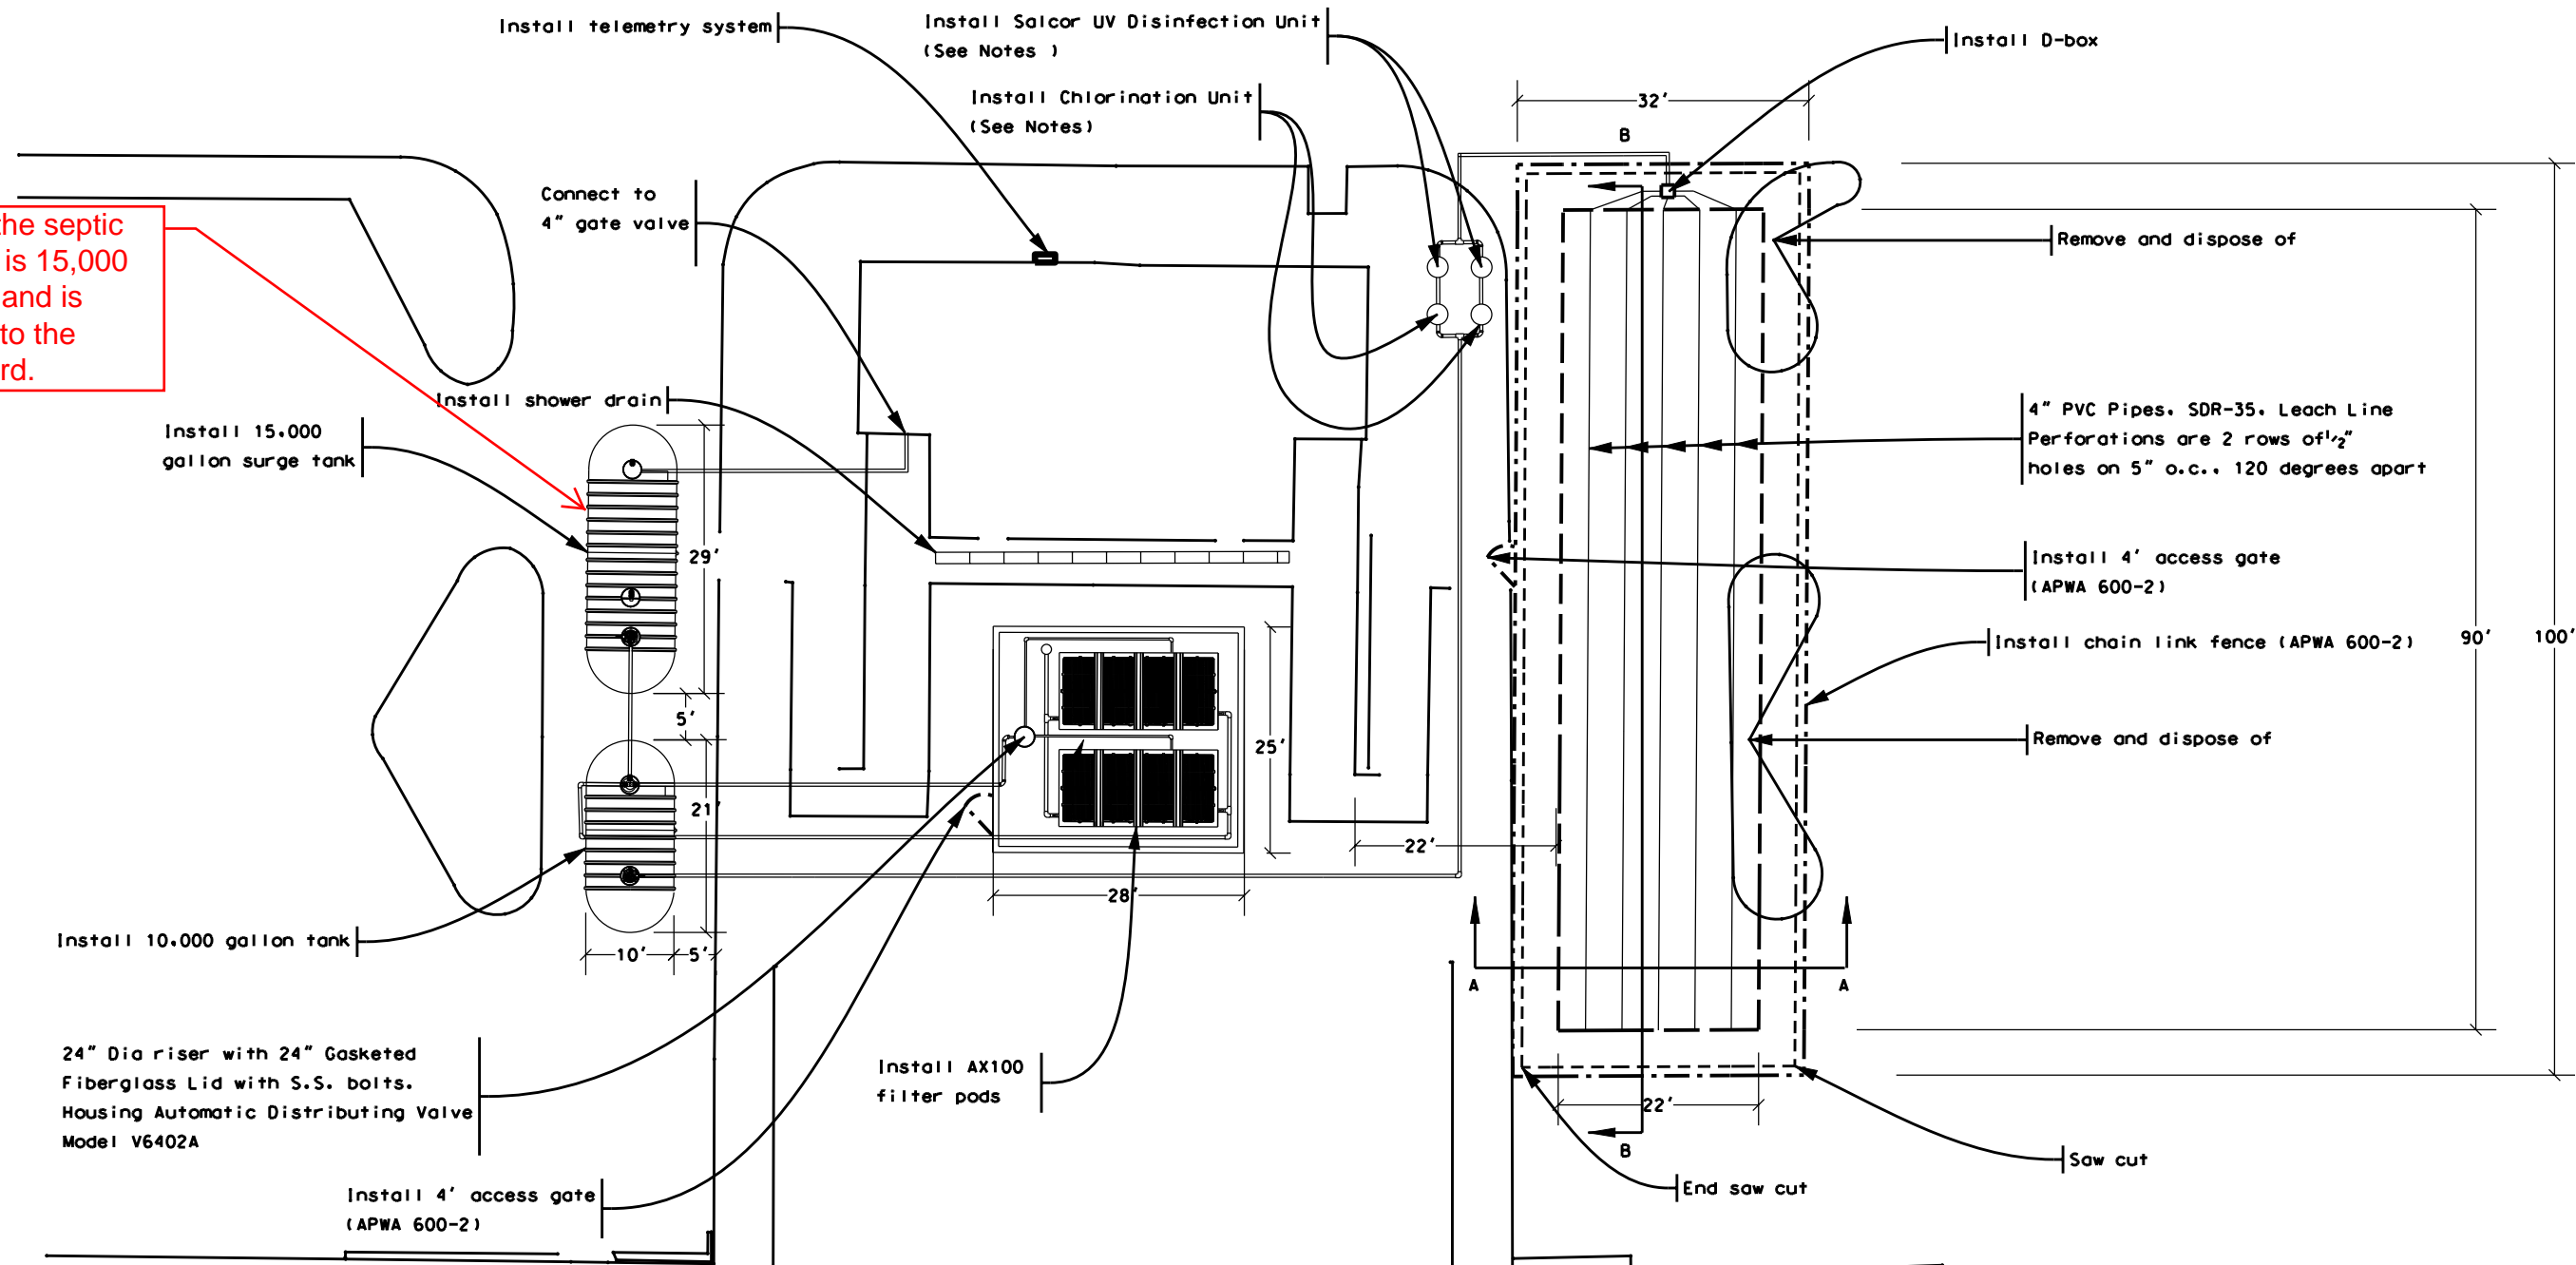 Install telemetry system
Install Salcor UV Disinfection Unit
(See Notes )
Install D-box
Install Chlorination Unit
(See Notes)
32'
B
Connect to
4" gate valve
the septic
is 15,000
and is
to the
rd.
Remove and dispose of
Install shower drain
Install 15,000
gallon surge tank
4" PVC Pipes, SDR-35, Leach Line
Perforations are 2 rows of 1/2"
holes on 5" o.c., 120 degrees apart
29'
Install 4' access gate
(APWA 600-2)
Install chain link fence (APWA 600-2)
90'
100'
5'
25'
Remove and dispose of
21'
22'
28'
Install 10,000 gallon tank
10'
5'
A
A
24" Dia riser with 24" Gasketed
Fiberglass Lid with S.S. bolts.
Housing Automatic Distributing Valve
Model V6402A
Install AX100
filter pods
22'
B
Saw cut
End saw cut
Install 4' access gate
(APWA 600-2)